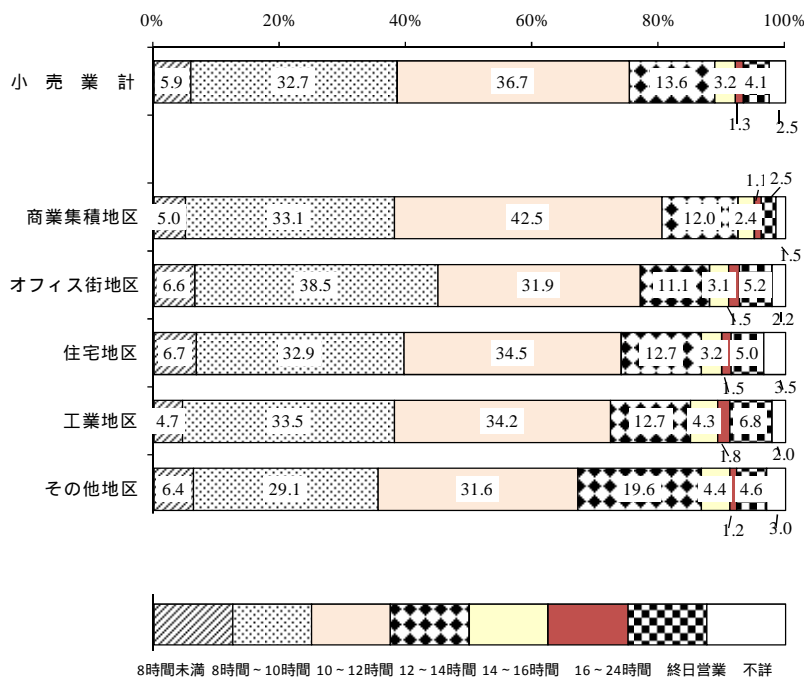 0% 20% 40% 60% 80% 100%
小売業計 5.9 32.7 36.7 13.6 3.2 4.1
1.3 2.5
1.1 2.5
商業集積地区 5.0 33.1 42.5 12.0 2.4
1.5
オフィス街地区 6.6 38.5 31.9 11.1 3.1 5.2
1.5 2.2
住宅地区 6.7 32.9 34.5 12.7 3.2 5.0
1.5 3.5
工業地区 4.7 33.5 34.2 12.7 4.3 6.8
1.8 2.0
その他地区 6.4 29.1 31.6 19.6 4.4 4.6
1.2 3.0
8時間未満 8時間~10時間 10~12時間 12~14時間 14~16時間 16~24時間 終日営業 不詳